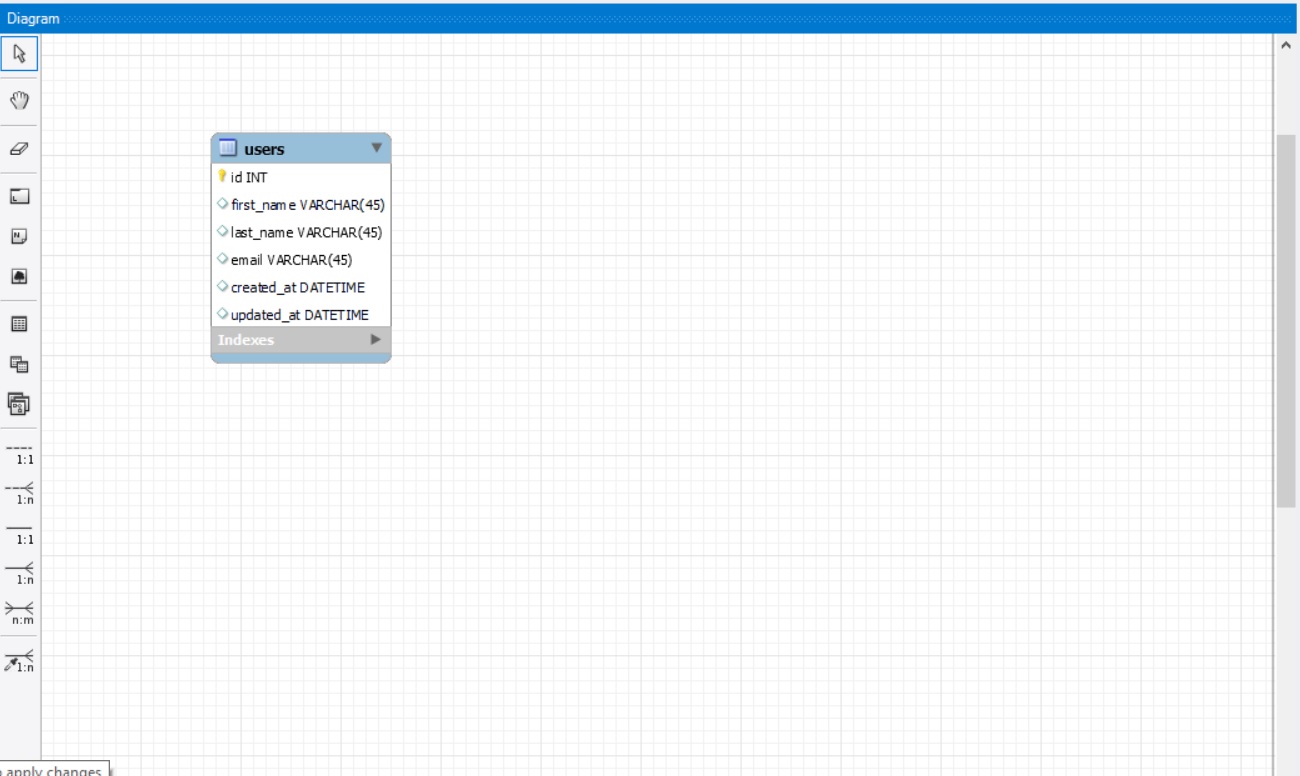 Diagram
users
id INT
first_name VARCHAR(45)
last_name VARCHAR(45)
email VARCHAR(45)
created_at DATETIME
updated_at DATETIME
Indexes
1:1
1:n
1:1
1:n
n:m
1:n
apply changes